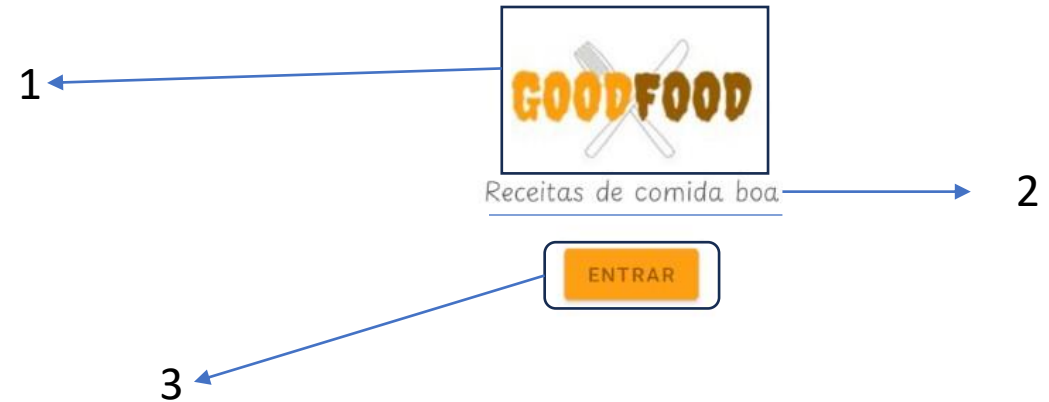 1
GOODFOOD
Receitas de comida boa
2
ENTRAR
3